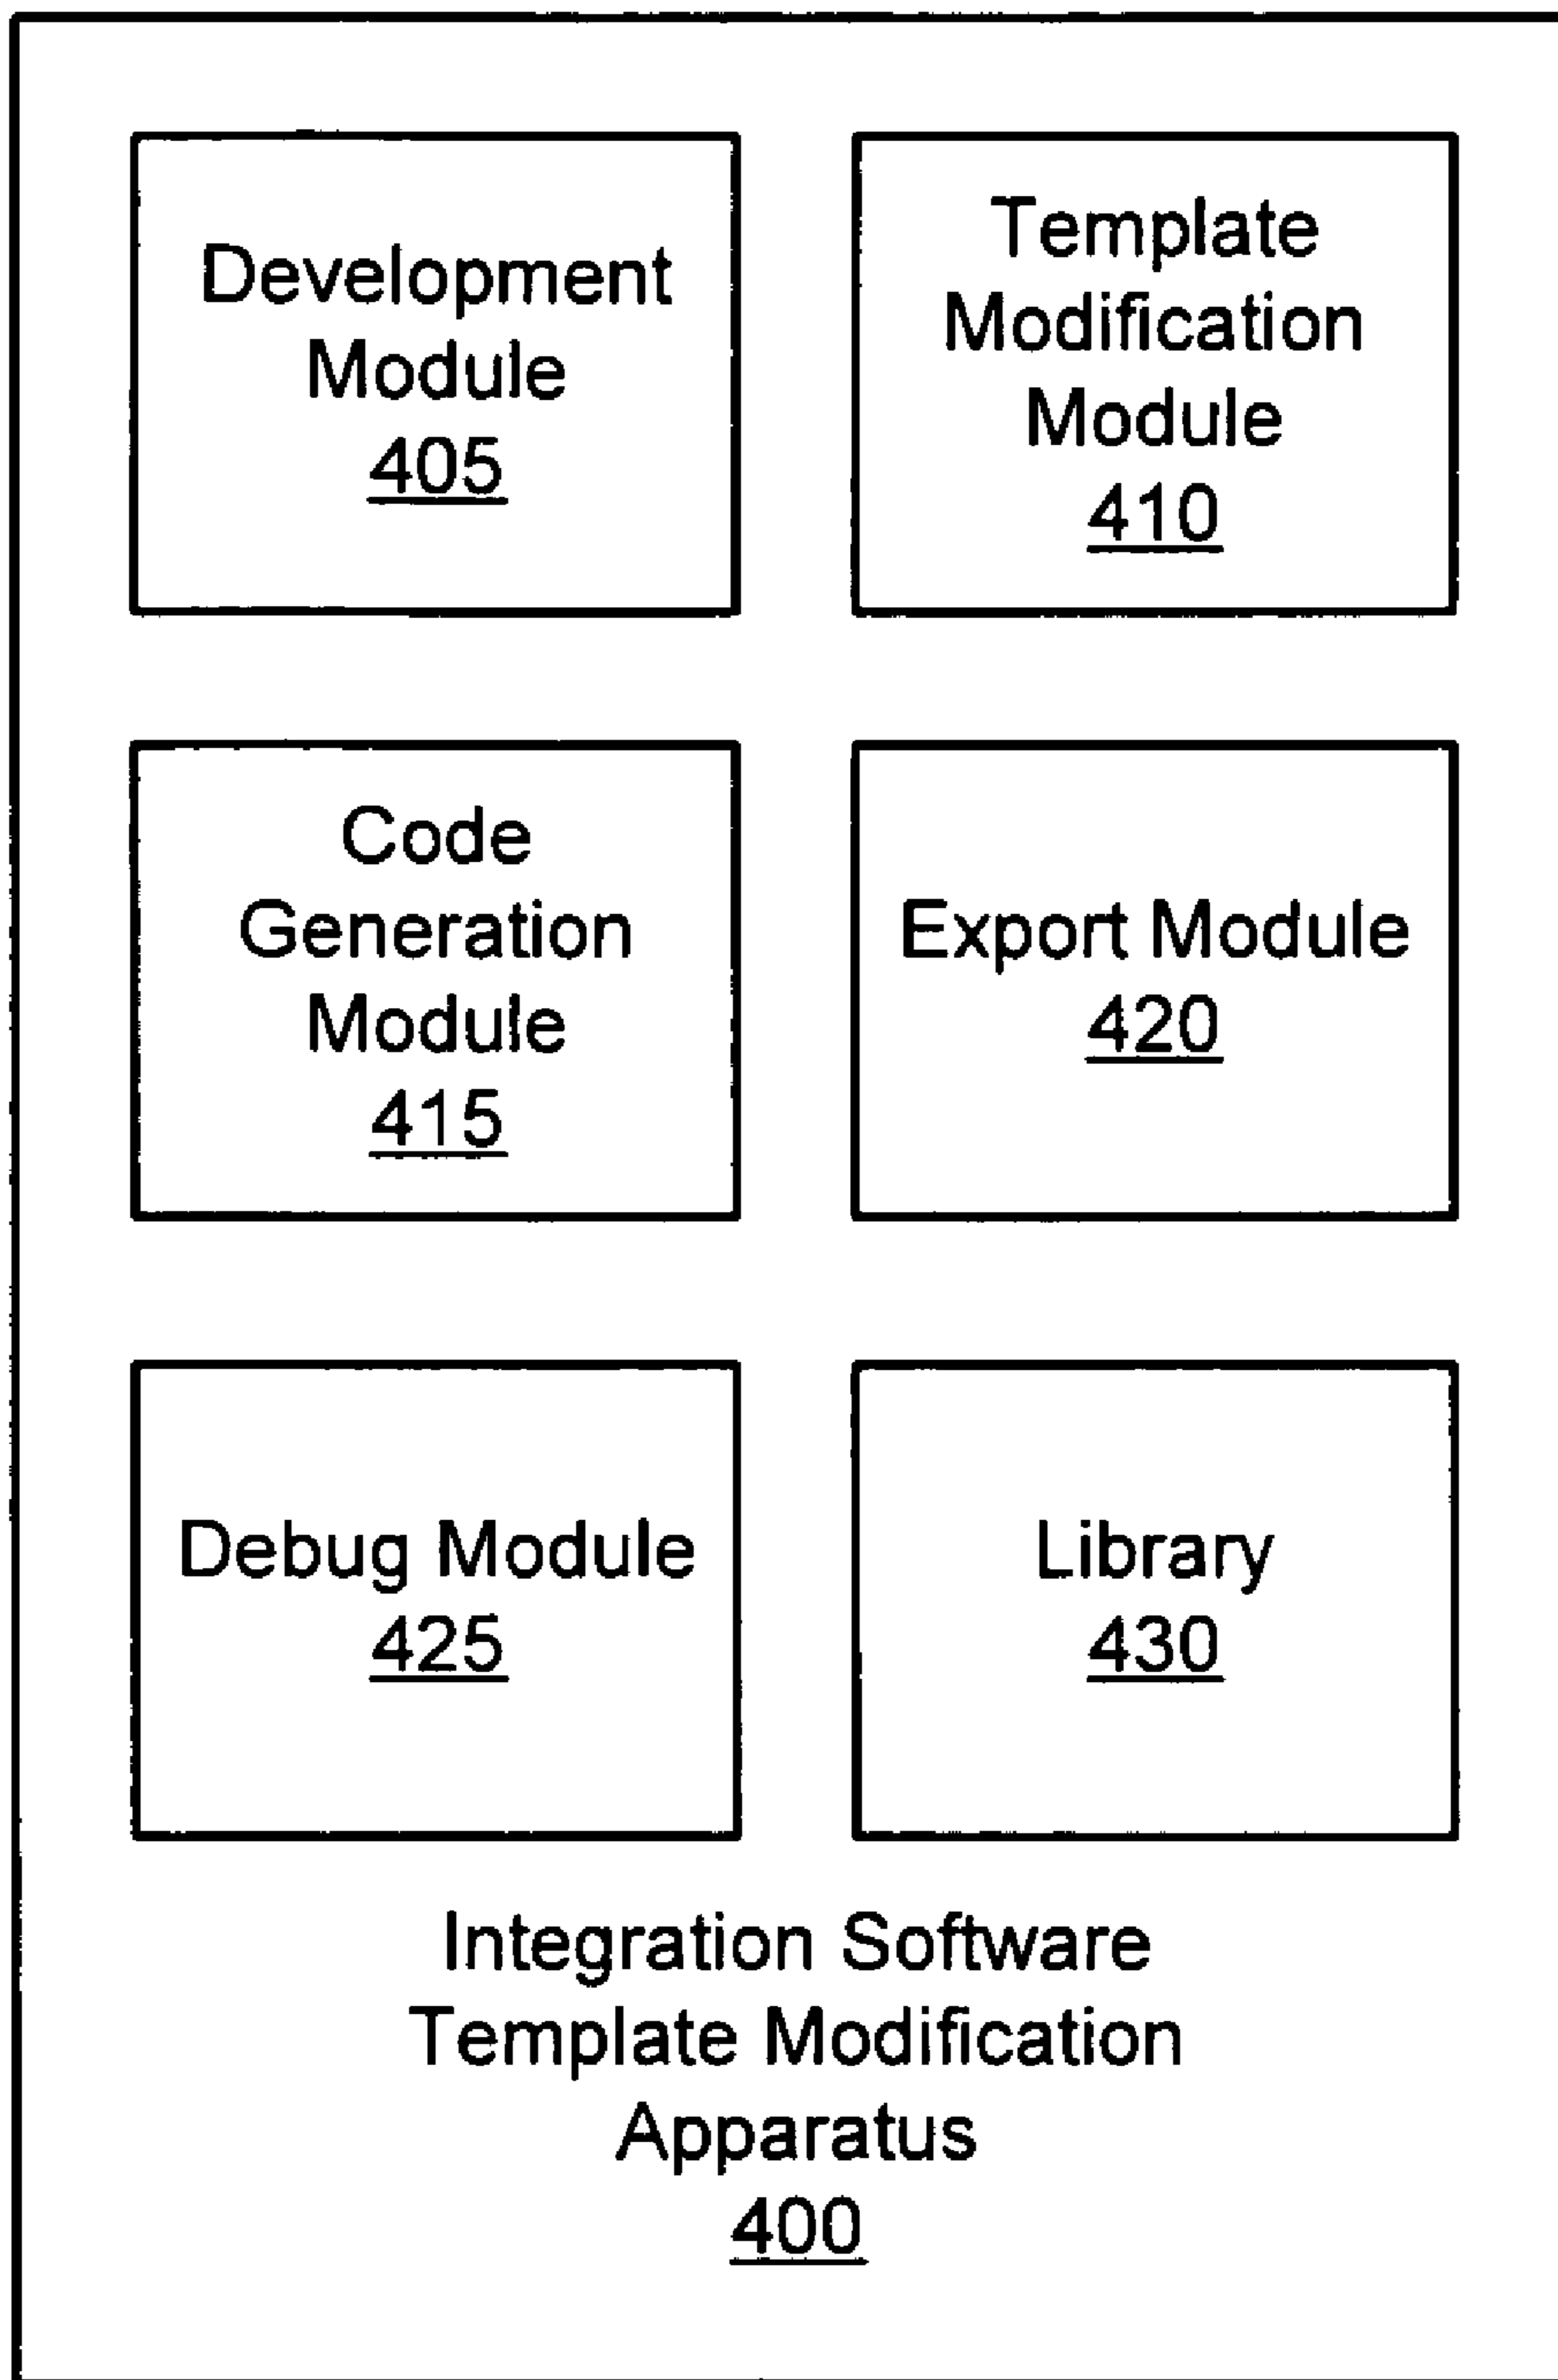 Development
Module
405
Template
Modification
Module
410
Code
Generation
Module
415
Export Module
420
Debug Module
425
Library
430
Integration Software
Template Modification
Apparatus
400